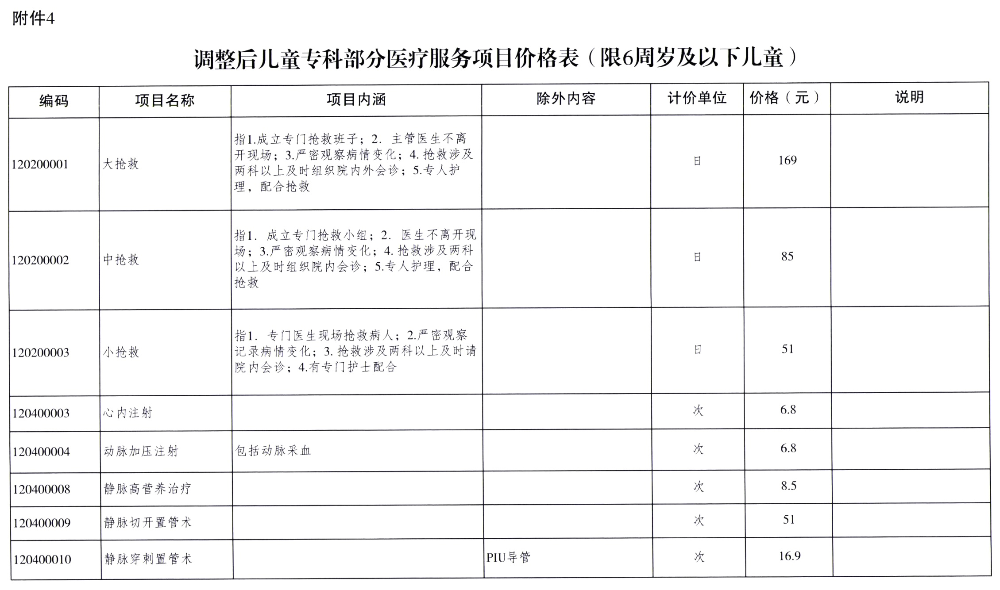 附件4
调整后儿童专科部分医疗服务项目价格表（限6周岁及以下儿童）
编码 项目名称 项目内涵 除外内容 计价单位 价格（元） 说明
120200001 大抢救 指1.成立专门抢救班子；2. 主管医生不离
开现场；3.严密观察病情变化；4. 抢救涉及
两科以上及时组织院内外会诊；5.专人护
理，配合抢救 日 169
120200002 中抢救 指1. 成立专门抢救小组；2. 医生不离开现
场；3.严密观察病情变化；4. 抢救涉及两科
以上及时组织院内会诊；5.专人护理，配合
抢救 日 85
120200003 小抢救 指1. 专门医生现场抢救病人；2.严密观察
记录病情变化；3. 抢救涉及两科以上及时请
院内会诊；4.有专门护士配合 日 51
120400003 心内注射 次 6.8
120400004 动脉加压注射 包括动脉采血 次 6.8
120400008 静脉高营养治疗 次 8.5
120400009 静脉切开置管术 次 51
120400010 静脉穿刺置管术 PIU导管 次 16.9